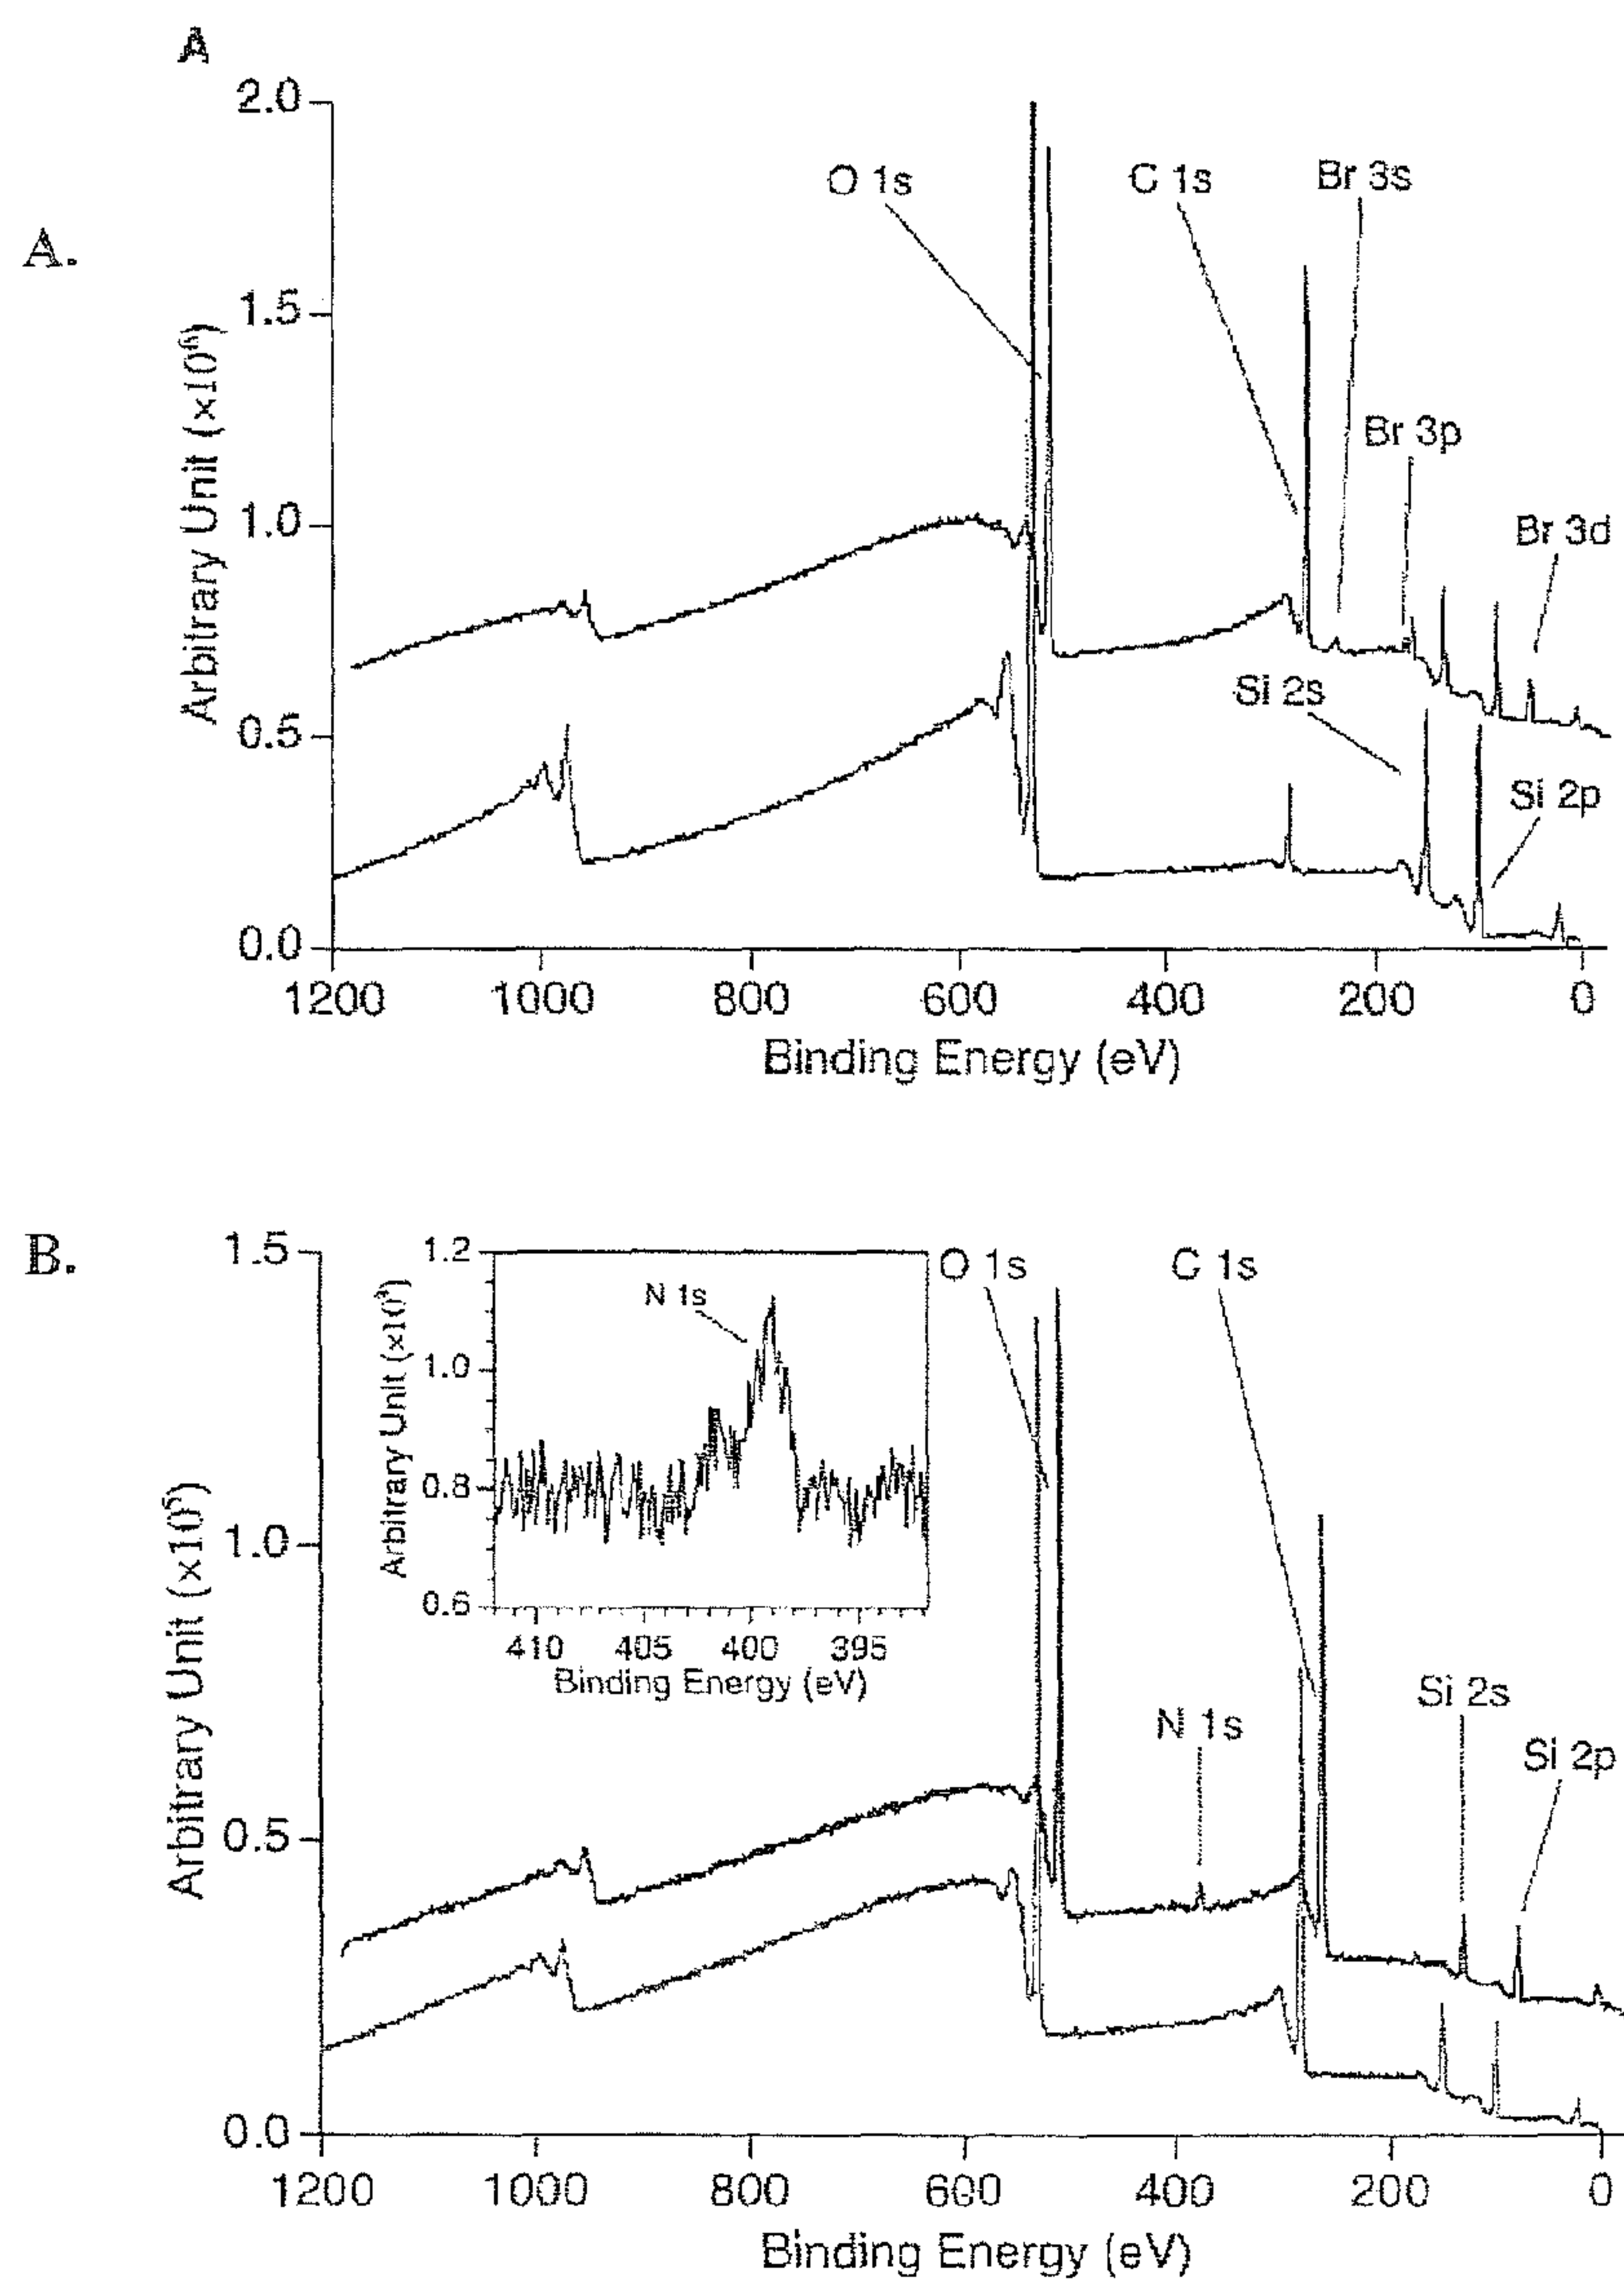 A
A.
2.0
1.5
1.0
0.5
0.0
Arbitrary Unit (×10⁶)
O 1s
C 1s
Br 3s
Br 3p
Br 3d
Si 2s
Si 2p
1200 1000 800 600 400 200 0
Binding Energy (eV)
B.
1.5
1.0
0.5
0.0
Arbitrary Unit (×10⁵)
1.2
1.0
0.8
0.6
Arbitrary Unit (×10³)
N 1s
410 405 400 395
Binding Energy (eV)
O 1s
C 1s
N 1s
Si 2s
Si 2p
1200 1000 800 600 400 200 0
Binding Energy (eV)